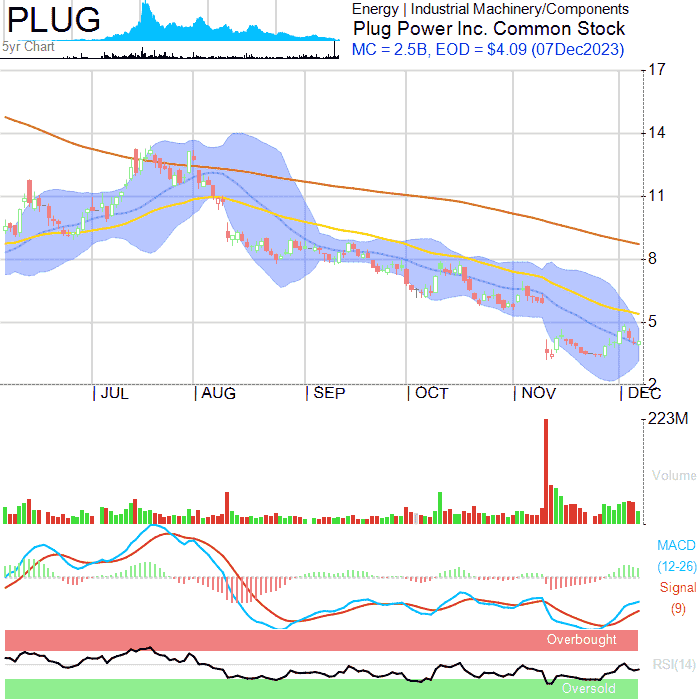 PLUG
5yr Chart
Energy | Industrial Machinery/Components
Plug Power Inc. Common Stock
MC = 2.5B, EOD = $4.09 (07Dec2023)
17
14
11
8
5
2
JUL
AUG
SEP
OCT
NOV
DEC
223M
Volume
MACD
(12-26)
Signal
(9)
Overbought
RSI(14)
Oversold